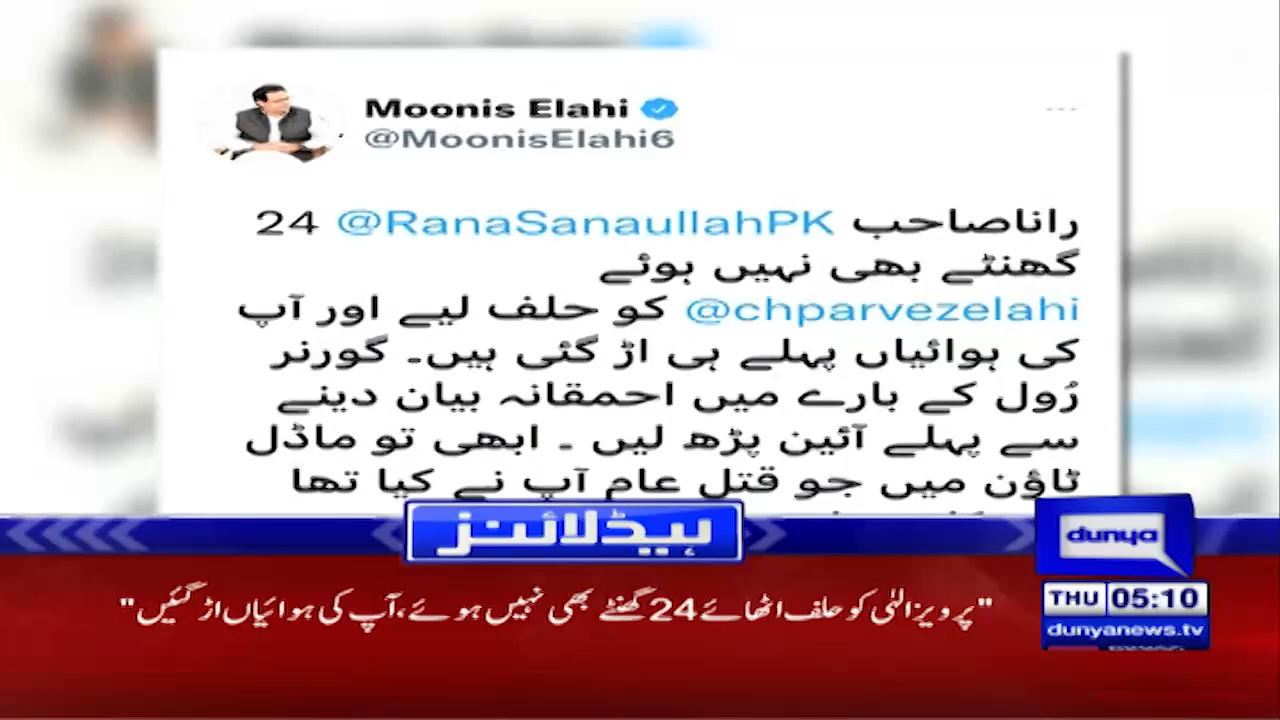 Moonis Elahi
@MoonisElahi6
راناصاحب @RanaSanaullahPK 24
گھنٹے بھی نہیں ہوئے
@chparvezelahi کو حلف لیے اور آپ
کی ہوائیاں پہلے ہی اڑ گئی ہیں۔ گورنر
رُول کے بارے میں احمقانہ بیان دینے
سے پہلے آئین پڑھ لیں ۔ ابھی تو ماڈل
ٹاؤن میں جو قتل عام آپ نے کیا تھا
ہیڈلائنز
dunya
"پرویزالٰہی کو حلف اٹھائے 24 گھنٹے بھی نہیں ہوئے، آپ کی ہوائیاں اڑ گئیں"
THU 05:10
dunyanews.tv